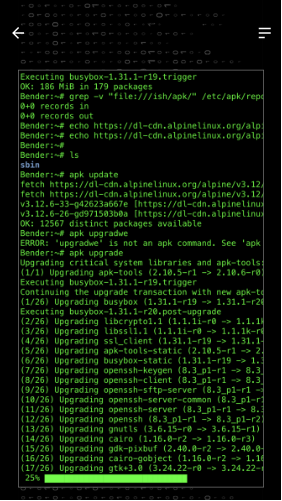 Executing busybox-1.31.1-r19.trigger
OK: 186 MiB in 179 packages
Bender:~# grep -v "file:///ish/apk/" /etc/apk/repo
0+0 records in
0+0 records out
Bender:~# echo https://dl-cdn.alpinelinux.org/alpi
Bender:~# echo https://dl-cdn.alpinelinux.org/alpi
Bender:~#
Bender:~# ls
sbin
Bender:~# apk update
fetch https://dl-cdn.alpinelinux.org/alpine/v3.12/
fetch https://dl-cdn.alpinelinux.org/alpine/v3.12/
v3.12.6-33-g42623a667e [https://dl-cdn.alpinelinux
v3.12.6-26-gd971503b0a [https://dl-cdn.alpinelinux
OK: 12567 distinct packages available
Bender:~# apk upgradwe
ERROR: 'upgradwe' is not an apk command. See 'apk
Bender:~# apk upgrade
Upgrading critical system libraries and apk-tools:
(1/1) Upgrading apk-tools (2.10.5-r1 -> 2.10.6-r0)
Executing busybox-1.31.1-r19.trigger
Continuing the upgrade transaction with new apk-to
(1/26) Upgrading busybox (1.31.1-r19 -> 1.31.1-r20
Executing busybox-1.31.1-r20.post-upgrade
(2/26) Upgrading libcrypto1.1 (1.1.1i-r0 -> 1.1.1k
(3/26) Upgrading libssl1.1 (1.1.1i-r0 -> 1.1.1k-r0
(4/26) Upgrading ssl_client (1.31.1-r19 -> 1.31.1-
(5/26) Upgrading apk-tools-static (2.10.5-r1 -> 2.
(6/26) Upgrading busybox-static (1.31.1-r19 -> 1.3
(7/26) Upgrading openssh-keygen (8.3_p1-r1 -> 8.3_
(8/26) Upgrading openssh-client (8.3_p1-r1 -> 8.3_
(9/26) Upgrading openssh-sftp-server (8.3_p1-r1 ->
(10/26) Upgrading openssh-server-common (8.3_p1-r1
(11/26) Upgrading openssh-server (8.3_p1-r1 -> 8.3
(12/26) Upgrading openssh (8.3_p1-r1 -> 8.3_p1-r2)
(13/26) Upgrading gnutls (3.6.15-r0 -> 3.6.15-r1)
(14/26) Upgrading cairo (1.16.0-r2 -> 1.16.0-r3)
(15/26) Upgrading gdk-pixbuf (2.40.0-r2 -> 2.40.0-
(16/26) Upgrading cairo-gobject (1.16.0-r2 -> 1.16
(17/26) Upgrading gtk+3.0 (3.24.22-r0 -> 3.24.22-r
25%